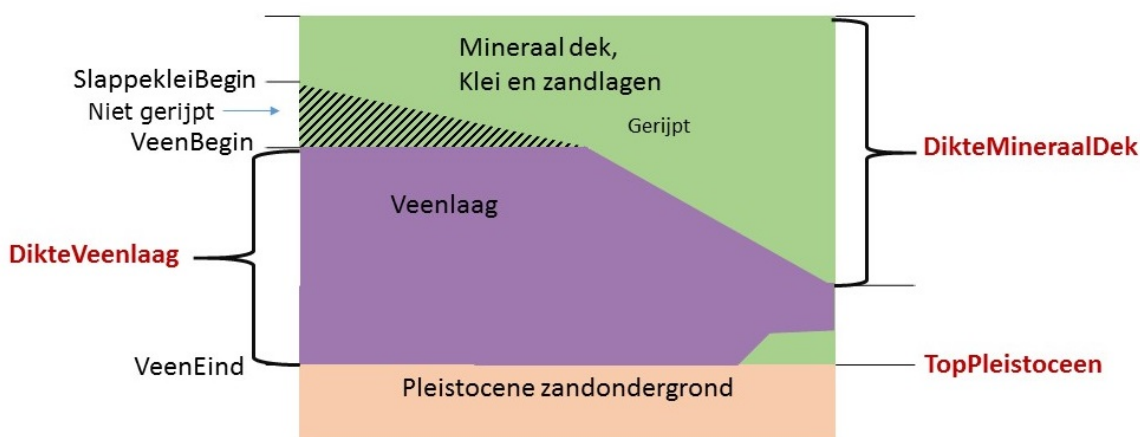 Mineraal dek,
Klei en zandlagen
SlappekleiBegin
Niet gerijpt
Gerijpt
VeenBegin
DikteMineraalDek
Veenlaag
DikteVeenlaag
VeenEind
TopPleistoceen
Pleistocene zandondergrond